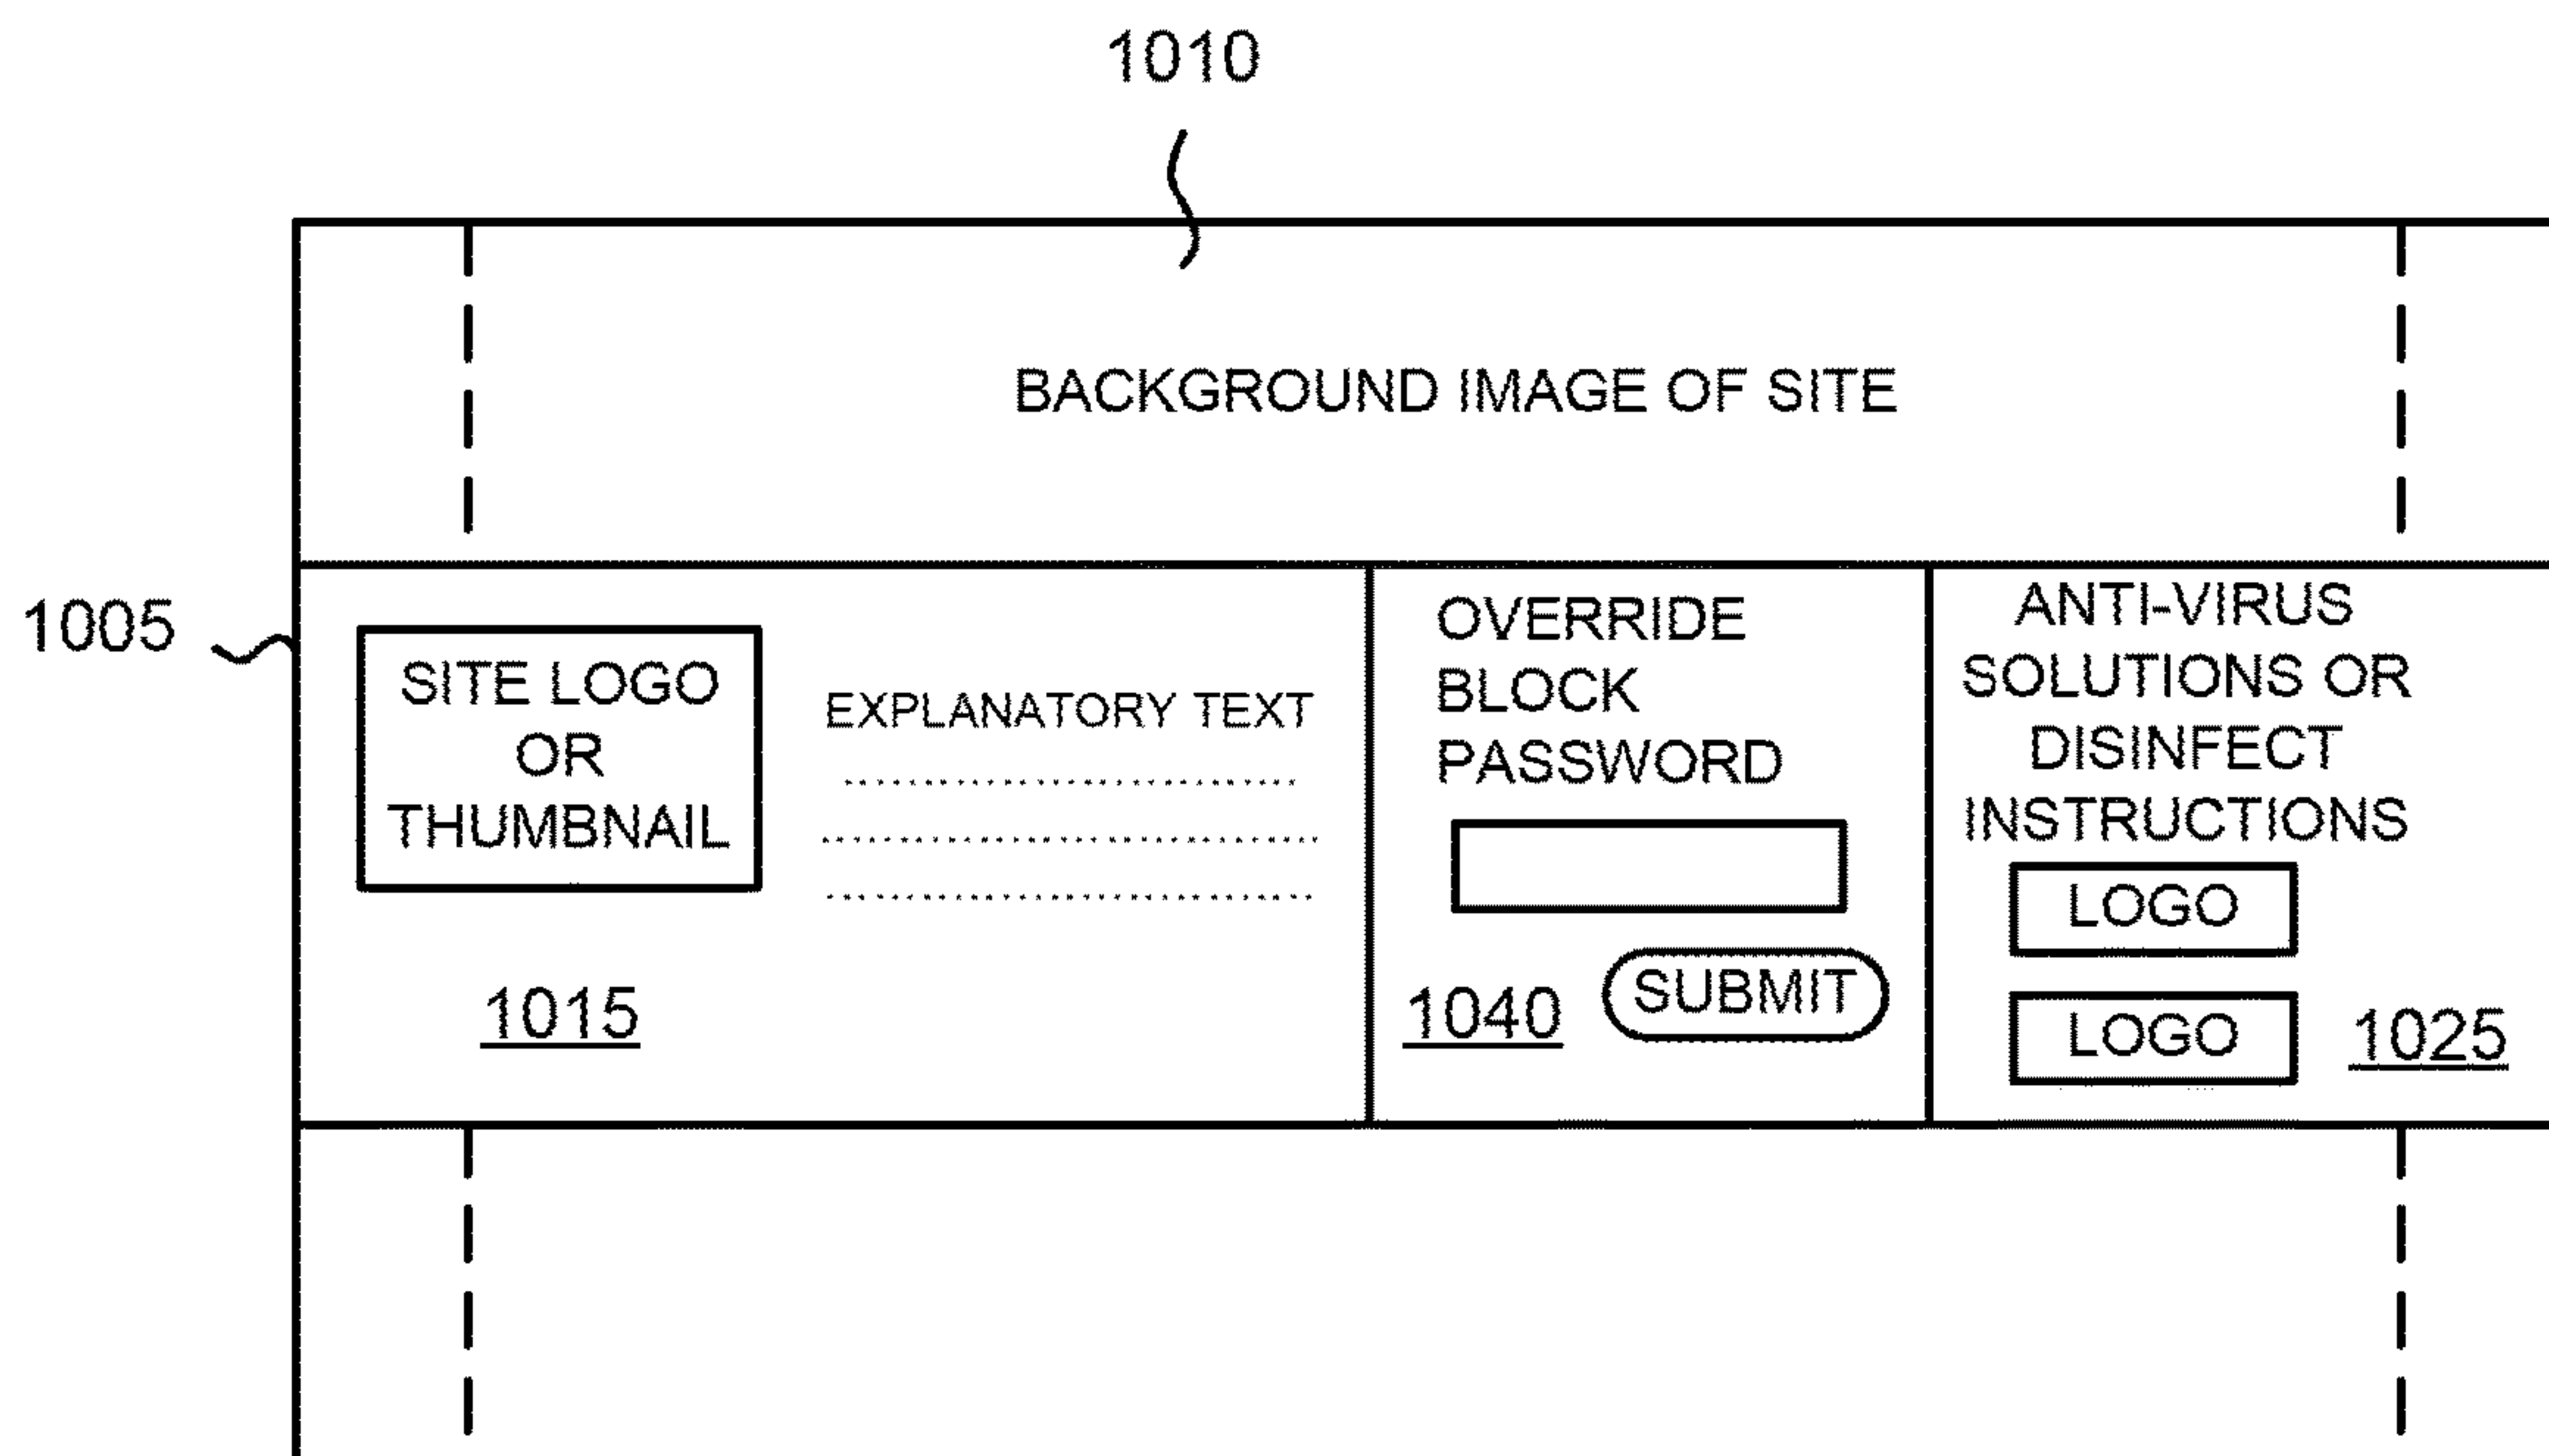 1010
BACKGROUND IMAGE OF SITE
1005
SITE LOGO
OR
THUMBNAIL
EXPLANATORY TEXT
1015
OVERRIDE
BLOCK
PASSWORD
SUBMIT
1040
ANTI-VIRUS
SOLUTIONS OR
DISINFECT
INSTRUCTIONS
LOGO
LOGO
1025